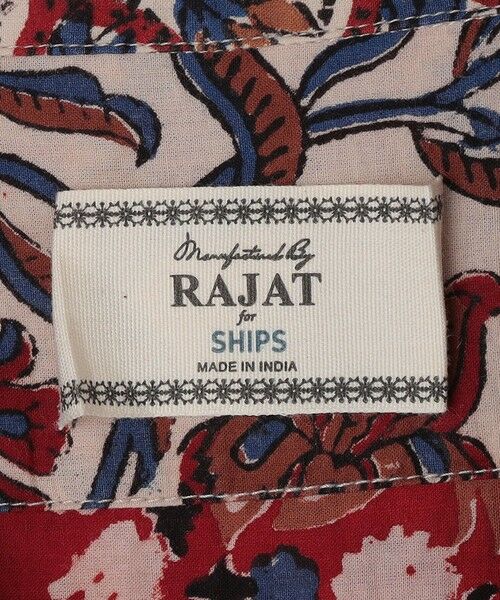 Manufactured By
RAJAT
for
SHIPS
MADE IN INDIA